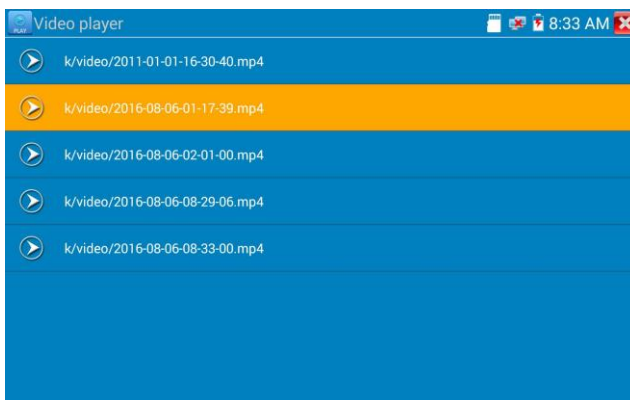 PLAY
Video player
8:33 AM
k/video/2011-01-01-16-30-40.mp4
k/video/2016-08-06-01-17-39.mp4
k/video/2016-08-06-02-01-00.mp4
k/video/2016-08-06-08-29-06.mp4
k/video/2016-08-06-08-33-00.mp4